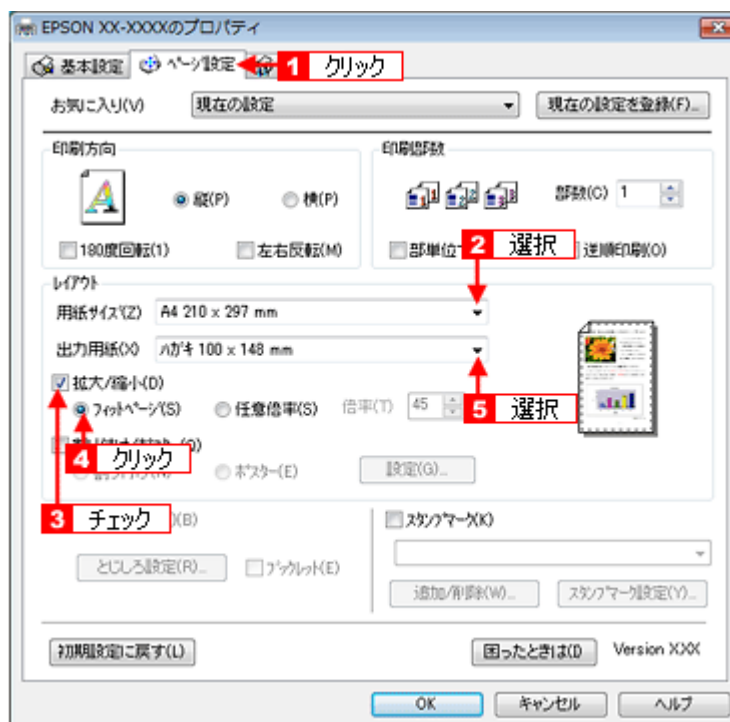 EPSON XX-XXXXのプロパティ
基本設定 ページ設定 1 クリック
お気に入り(V) 現在の設定 現在の設定を登録(F)...
印刷方向
縦(P) 横(P)
180度回転(1) 左右反転(M)
印刷部数
部数(C) 1
部単位 2 選択 逆順印刷(O)
レイアウト
用紙サイズ(Z) A4 210 x 297 mm
出力用紙(X) ハガキ 100 x 148 mm
拡大/縮小(D)
フィットページ(S) 任意倍率(S) 倍率(T) 45 5 選択
4 クリック
ポスター(E) 設定(G)...
3 チェック (B)
とじしろ設定(R)... ブックレット(E)
スタンプマーク(K)
追加/削除(W)... スタンプマーク設定(Y)...
初期設定に戻す(L) 困ったときは(I) Version X.XX
OK キャンセル ヘルプ